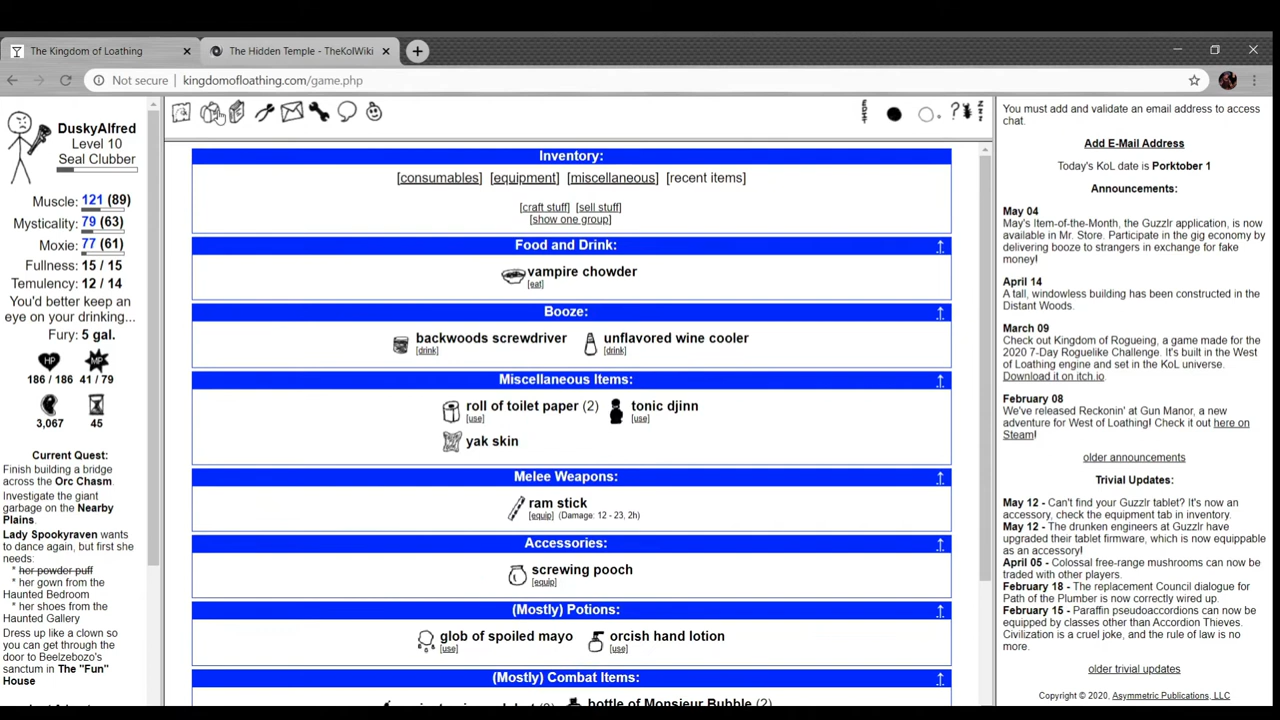 The Kingdom of Loathing
The Hidden Temple - TheKolWiki
Not secure
kingdomofloathing.com/game.php
DuskyAlfred
Level 10
Seal Clubber
Muscle: 121 (89)
Mysticality: 79 (63)
Moxie: 77 (61)
Fullness: 15 / 15
Temulency: 12 / 14
You'd better keep an
eye on your drinking...
Fury: 5 gal.
HP
MP
186 / 186 41 / 79
3,067 45
Current Quest:
Finish building a bridge
across the Orc Chasm.
Investigate the giant
garbage on the Nearby
Plains.
Lady Spookyraven wants
to dance again, but first she
needs:
* her powder puff
* her gown from the
Haunted Bedroom
* her shoes from the
Haunted Gallery
Dress up like a clown so
you can get through the
door to Beelzebozo's
sanctum in The "Fun"
House
Inventory:
[consumables] [equipment] [miscellaneous] [recent items]
[craft stuff] [sell stuff]
[show one group]
Food and Drink:
vampire chowder
[eat]
Booze:
backwoods screwdriver
[drink]
unflavored wine cooler
[drink]
Miscellaneous Items:
roll of toilet paper (2)
[use]
tonic djinn
[use]
yak skin
Melee Weapons:
ram stick
[equip] (Damage: 12 - 23, 2h)
Accessories:
screwing pooch
[equip]
(Mostly) Potions:
glob of spoiled mayo
[use]
orcish hand lotion
[use]
(Mostly) Combat Items:
bottle of Monsieur Bubble (2)
You must add and validate an email address to access
chat.
Add E-Mail Address
Today's KoL date is Porktober 1
Announcements:
May 04
May's Item-of-the-Month, the Guzzlr application, is now
available in Mr. Store. Participate in the gig economy by
delivering booze to strangers in exchange for fake
money!
April 14
A tall, windowless building has been constructed in the
Distant Woods.
March 09
Check out Kingdom of Rogueing, a game made for the
2020 7-Day Roguelike Challenge. It's built in the West
of Loathing engine and set in the KoL universe.
Download it on itch.io.
February 08
We've released Reckonin' at Gun Manor, a new
adventure for West of Loathing! Check it out here on
Steam!
older announcements
Trivial Updates:
May 12 - Can't find your Guzzlr tablet? It's now an
accessory, check the equipment tab in inventory.
May 12 - The drunken engineers at Guzzlr have
upgraded their tablet firmware, which is now equippable
as an accessory!
April 05 - Colossal free-range mushrooms can now be
traded with other players.
February 18 - The replacement Council dialogue for
Path of the Plumber is now correctly wired up.
February 15 - Paraffin pseudoaccordions can now be
equipped by classes other than Accordion Thieves.
Civilization is a cruel joke, and the rule of law is no
more.
older trivial updates
Copyright © 2020, Asymmetric Publications, LLC